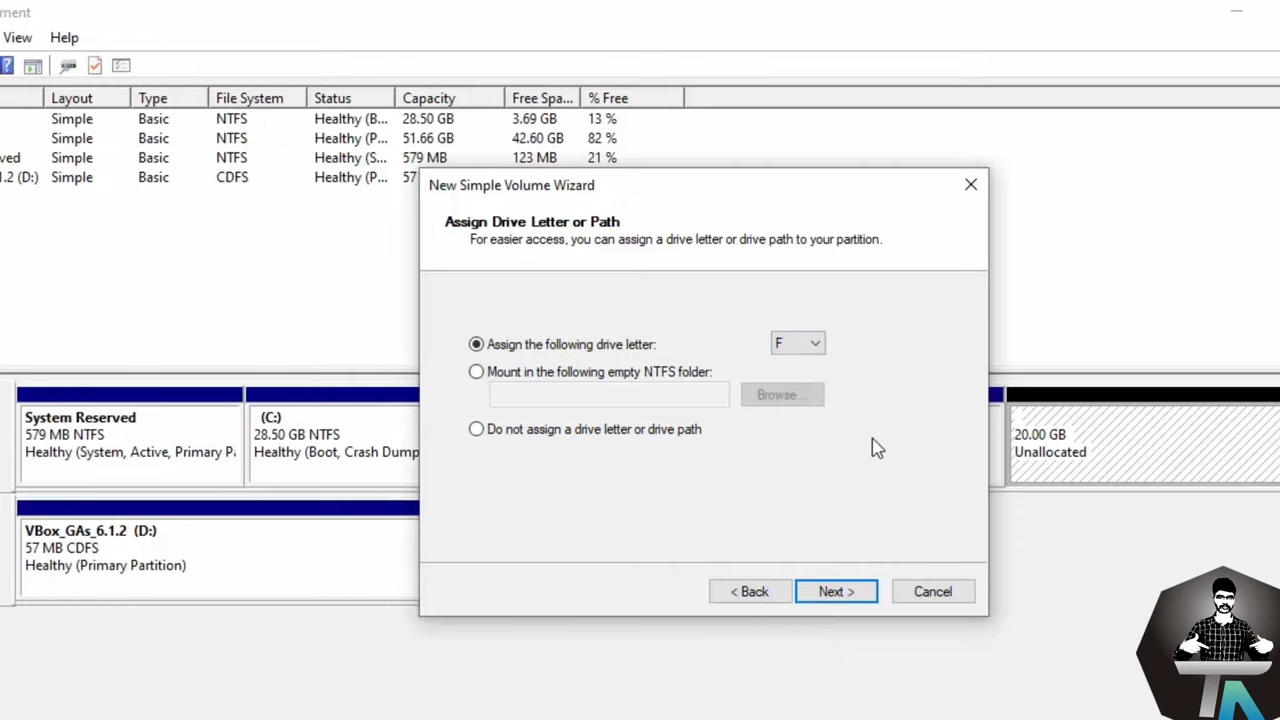 ment
View Help
Layout Type File System Status Capacity Free Spa... % Free
Simple Basic NTFS Healthy (B... 28.50 GB 3.69 GB 13 %
Simple Basic NTFS Healthy (P... 51.66 GB 42.60 GB 82 %
ved Simple Basic NTFS Healthy (S... 579 MB 123 MB 21 %
1.2 (D:) Simple Basic CDFS Healthy (P... 57
New Simple Volume Wizard
Assign Drive Letter or Path
For easier access, you can assign a drive letter or drive path to your partition.
Assign the following drive letter: F
Mount in the following empty NTFS folder:
Browse...
Do not assign a drive letter or drive path
< Back Next > Cancel
System Reserved
579 MB NTFS
Healthy (System, Active, Primary P
(C:)
28.50 GB NTFS
Healthy (Boot, Crash Dump
20.00 GB
Unallocated
VBox_GAs_6.1.2 (D:)
57 MB CDFS
Healthy (Primary Partition)